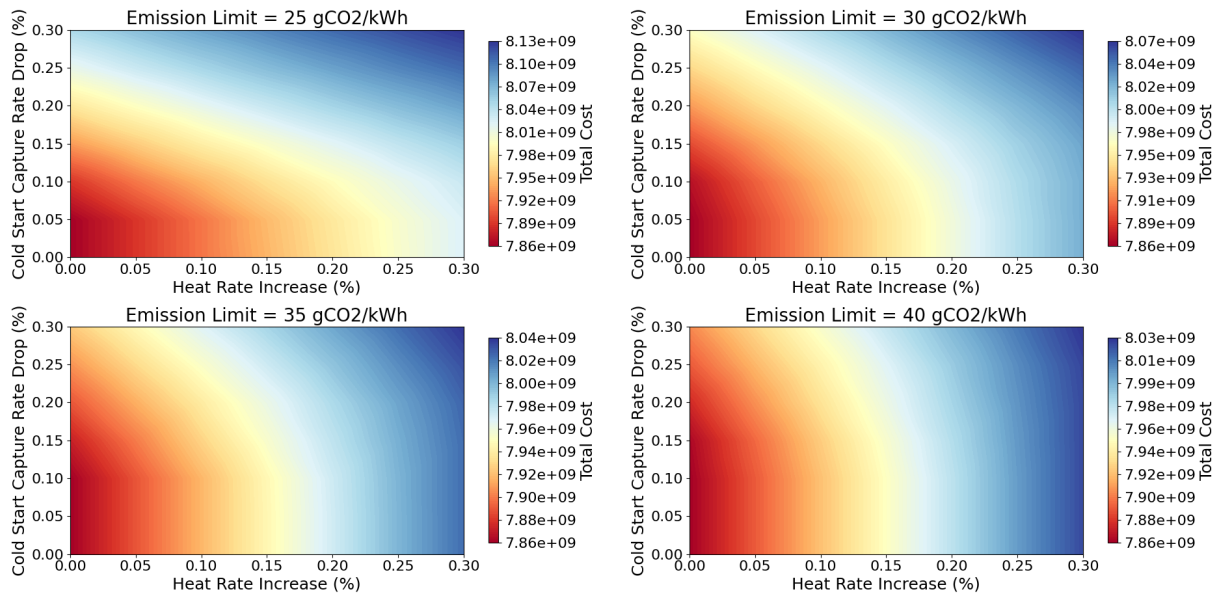 Emission Limit = 25 gCO2/kWh
Cold Start Capture Rate Drop (%)
0.30
0.25
0.20
0.15
0.10
0.05
0.00
0.00 0.05 0.10 0.15 0.20 0.25 0.30
Heat Rate Increase (%)
8.13e+09
8.10e+09
8.07e+09
8.04e+09
8.01e+09
7.98e+09
7.95e+09
7.92e+09
7.89e+09
7.86e+09
Total Cost
Emission Limit = 30 gCO2/kWh
Cold Start Capture Rate Drop (%)
0.30
0.25
0.20
0.15
0.10
0.05
0.00
0.00 0.05 0.10 0.15 0.20 0.25 0.30
Heat Rate Increase (%)
8.07e+09
8.04e+09
8.02e+09
8.00e+09
7.98e+09
7.95e+09
7.93e+09
7.91e+09
7.89e+09
7.86e+09
Total Cost
Emission Limit = 35 gCO2/kWh
Cold Start Capture Rate Drop (%)
0.30
0.25
0.20
0.15
0.10
0.05
0.00
0.00 0.05 0.10 0.15 0.20 0.25 0.30
Heat Rate Increase (%)
8.04e+09
8.02e+09
8.00e+09
7.98e+09
7.96e+09
7.94e+09
7.92e+09
7.90e+09
7.88e+09
7.86e+09
Total Cost
Emission Limit = 40 gCO2/kWh
Cold Start Capture Rate Drop (%)
0.30
0.25
0.20
0.15
0.10
0.05
0.00
0.00 0.05 0.10 0.15 0.20 0.25 0.30
Heat Rate Increase (%)
8.03e+09
8.01e+09
7.99e+09
7.98e+09
7.96e+09
7.94e+09
7.92e+09
7.90e+09
7.88e+09
7.86e+09
Total Cost